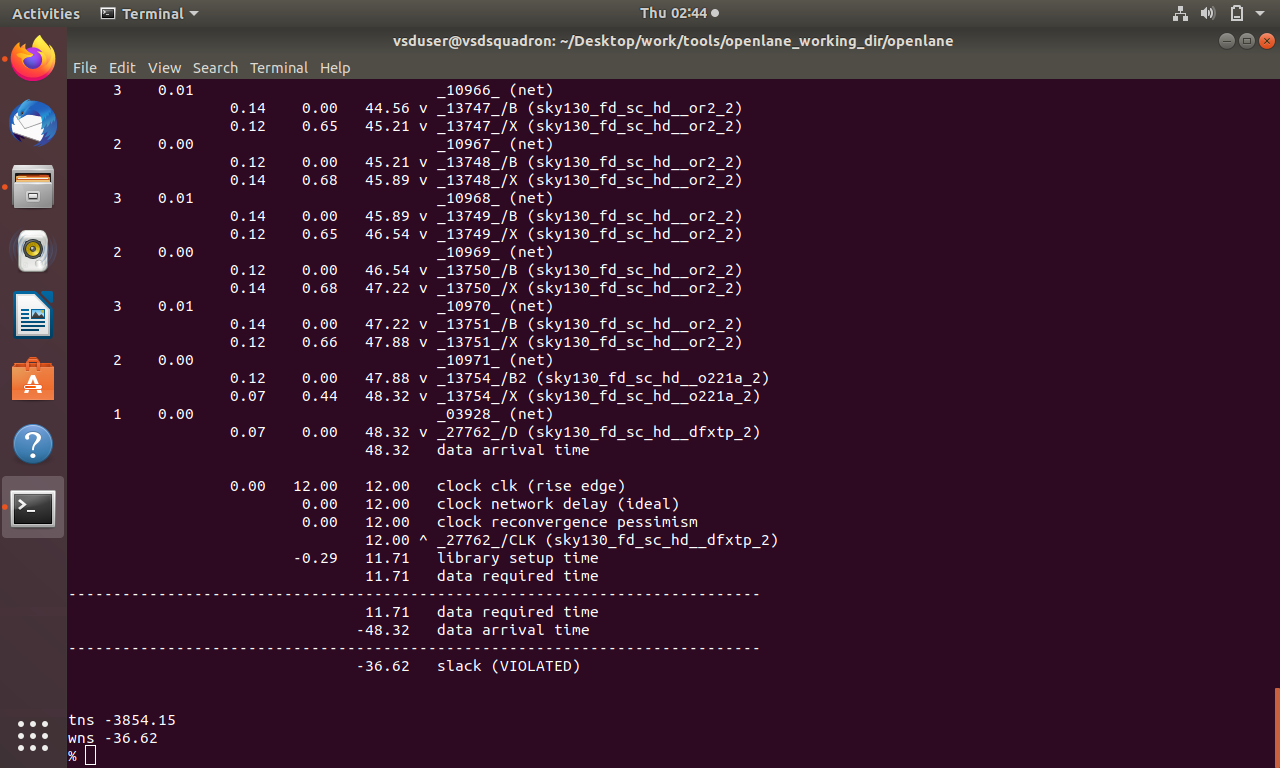 Activities Terminal Thu 02:44
vsduser@vsdsquadron: ~/Desktop/work/tools/openlane_working_dir/openlane
File Edit View Search Terminal Help
3 0.01 _10966_ (net)
0.14 0.00 44.56 v _13747_/B (sky130_fd_sc_hd__or2_2)
0.12 0.65 45.21 v _13747_/X (sky130_fd_sc_hd__or2_2)
2 0.00 _10967_ (net)
0.12 0.00 45.21 v _13748_/B (sky130_fd_sc_hd__or2_2)
0.14 0.68 45.89 v _13748_/X (sky130_fd_sc_hd__or2_2)
3 0.01 _10968_ (net)
0.14 0.00 45.89 v _13749_/B (sky130_fd_sc_hd__or2_2)
0.12 0.65 46.54 v _13749_/X (sky130_fd_sc_hd__or2_2)
2 0.00 _10969_ (net)
0.12 0.00 46.54 v _13750_/B (sky130_fd_sc_hd__or2_2)
0.14 0.68 47.22 v _13750_/X (sky130_fd_sc_hd__or2_2)
3 0.01 _10970_ (net)
0.14 0.00 47.22 v _13751_/B (sky130_fd_sc_hd__or2_2)
0.12 0.66 47.88 v _13751_/X (sky130_fd_sc_hd__or2_2)
2 0.00 _10971_ (net)
0.12 0.00 47.88 v _13754_/B2 (sky130_fd_sc_hd__o221a_2)
0.07 0.44 48.32 v _13754_/X (sky130_fd_sc_hd__o221a_2)
1 0.00 _03928_ (net)
0.07 0.00 48.32 v _27762_/D (sky130_fd_sc_hd__dfxtp_2)
48.32 data arrival time
0.00 12.00 12.00 clock clk (rise edge)
0.00 12.00 clock network delay (ideal)
0.00 12.00 clock reconvergence pessimism
12.00 ^ _27762_/CLK (sky130_fd_sc_hd__dfxtp_2)
-0.29 11.71 library setup time
11.71 data required time
-----------------------------------------------------------------------------
11.71 data required time
-48.32 data arrival time
-----------------------------------------------------------------------------
-36.62 slack (VIOLATED)
tns -3854.15
wns -36.62
%